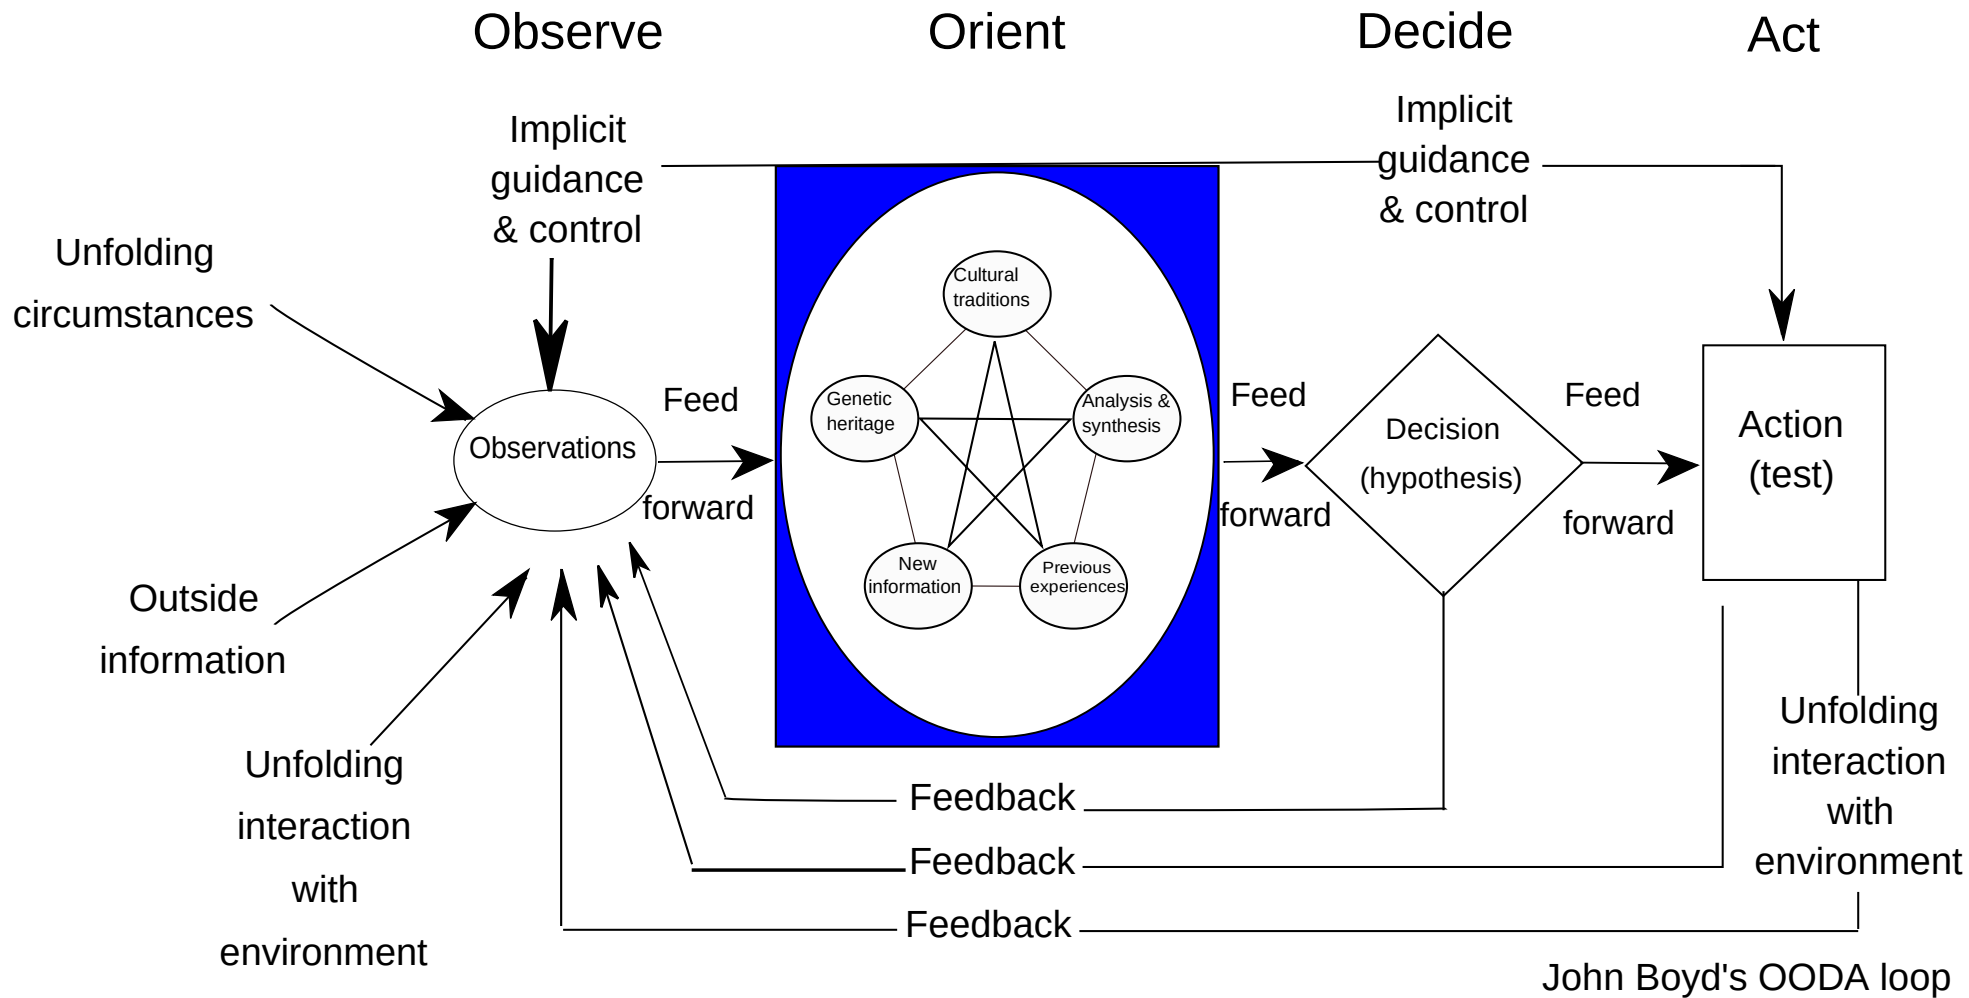 Observe
Orient
Decide
Act
Implicit
guidance
& control
Implicit
guidance
& control
Unfolding
circumstances
Cultural
traditions
Genetic
heritage
Analysis &
synthesis
New
information
Previous
experiences
Observations
Feed
forward
Feed
forward
Decision
(hypothesis)
Feed
forward
Action
(test)
Outside
information
Unfolding
interaction
with
environment
Unfolding
interaction
with
environment
Feedback
Feedback
Feedback
John Boyd's OODA loop